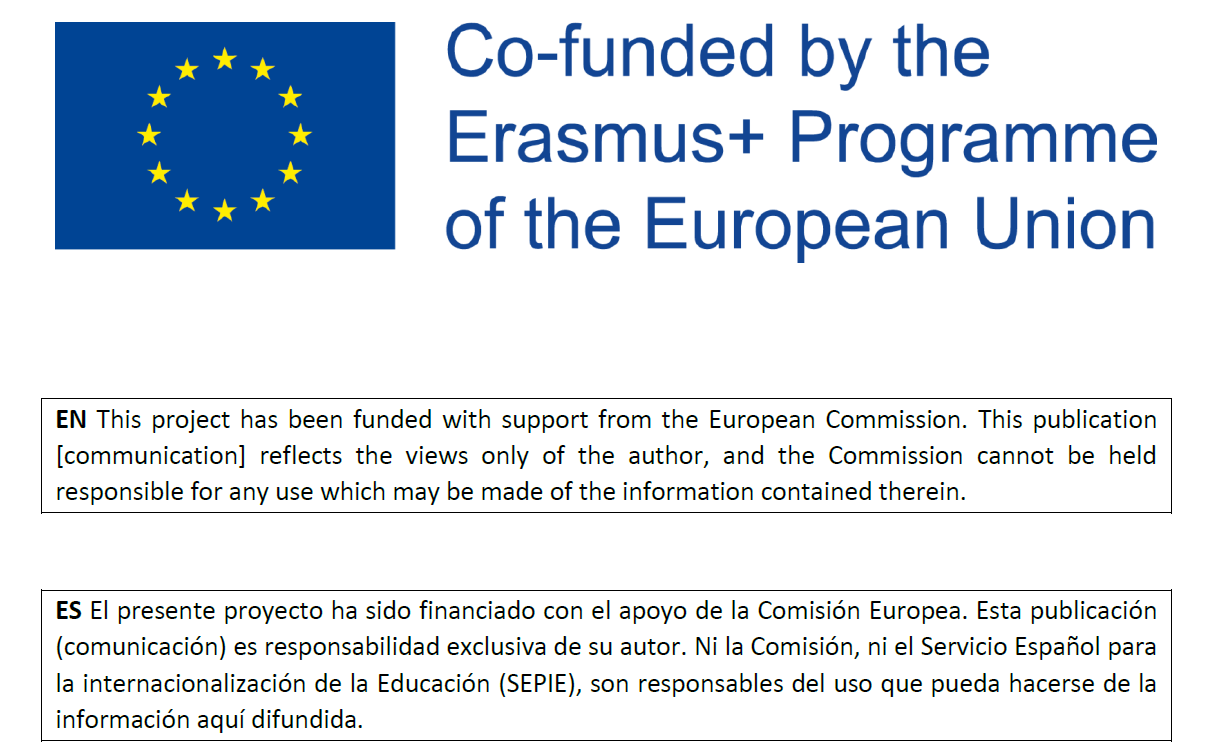 Co-funded by the
Erasmus+ Programme
of the European Union
EN This project has been funded with support from the European Commission. This publication
[communication] reflects the views only of the author, and the Commission cannot be held
responsible for any use which may be made of the information contained therein.
ES El presente proyecto ha sido financiado con el apoyo de la Comisión Europea. Esta publicación
(comunicación) es responsabilidad exclusiva de su autor. Ni la Comisión, ni el Servicio Español para
la internacionalización de la Educación (SEPIE), son responsables del uso que pueda hacerse de la
información aquí difundida.